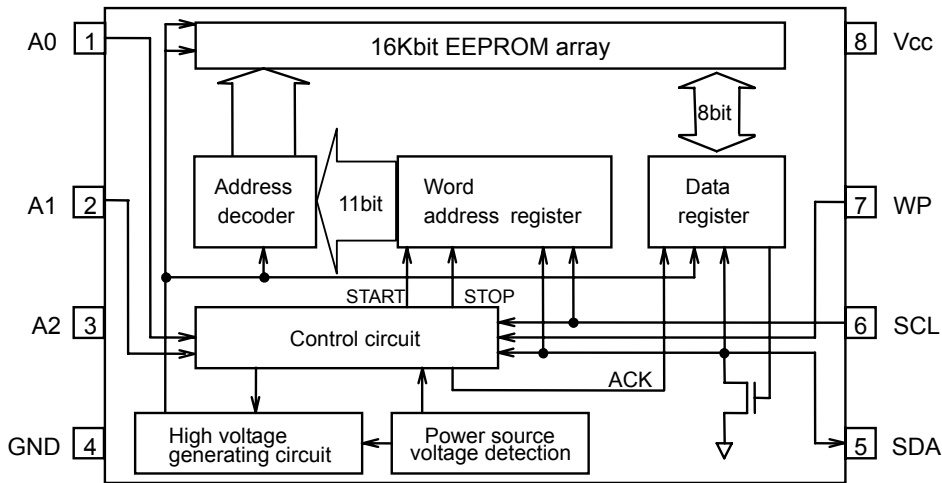 A0 1
16Kbit EEPROM array
8 Vcc
8bit
A1 2
Address
decoder
11bit
Word
address register
Data
register
7 WP
START
STOP
A2 3
Control circuit
6 SCL
ACK
GND 4
High voltage
generating circuit
Power source
voltage detection
5 SDA